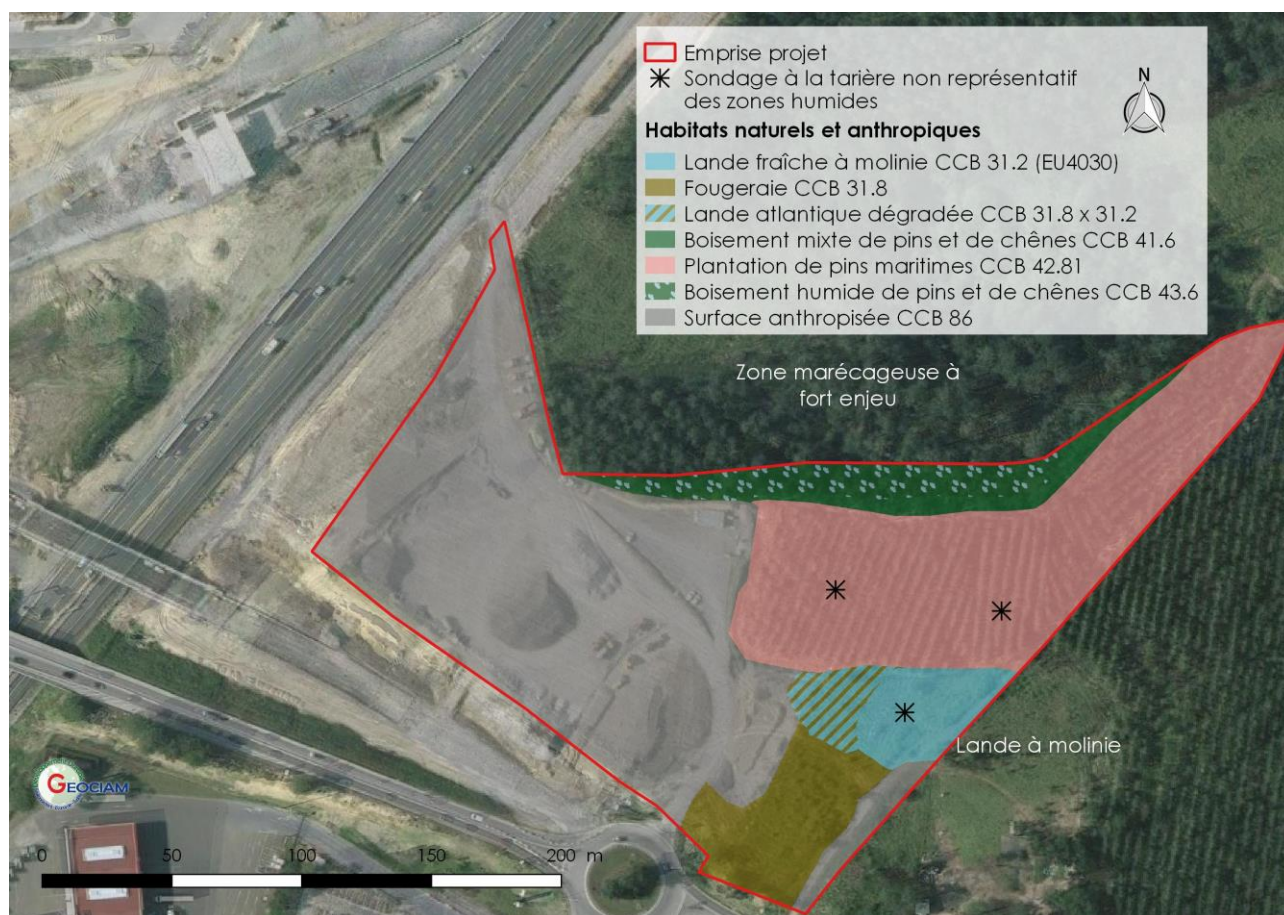 Emprise projet
Sondage à la tarière non représentatif
des zones humides
N
Habitats naturels et anthropiques
Lande fraîche à molinie CCB 31.2 (EU4030)
Fougeraie CCB 31.8
Lande atlantique dégradée CCB 31.8 x 31.2
Boisement mixte de pins et de chênes CCB 41.6
Plantation de pins maritimes CCB 42.81
Boisement humide de pins et de chênes CCB 43.6
Surface anthropisée CCB 86
Zone marécageuse à
fort enjeu
Lande à molinie
GEOCIAM
0 50 100 150 200 m